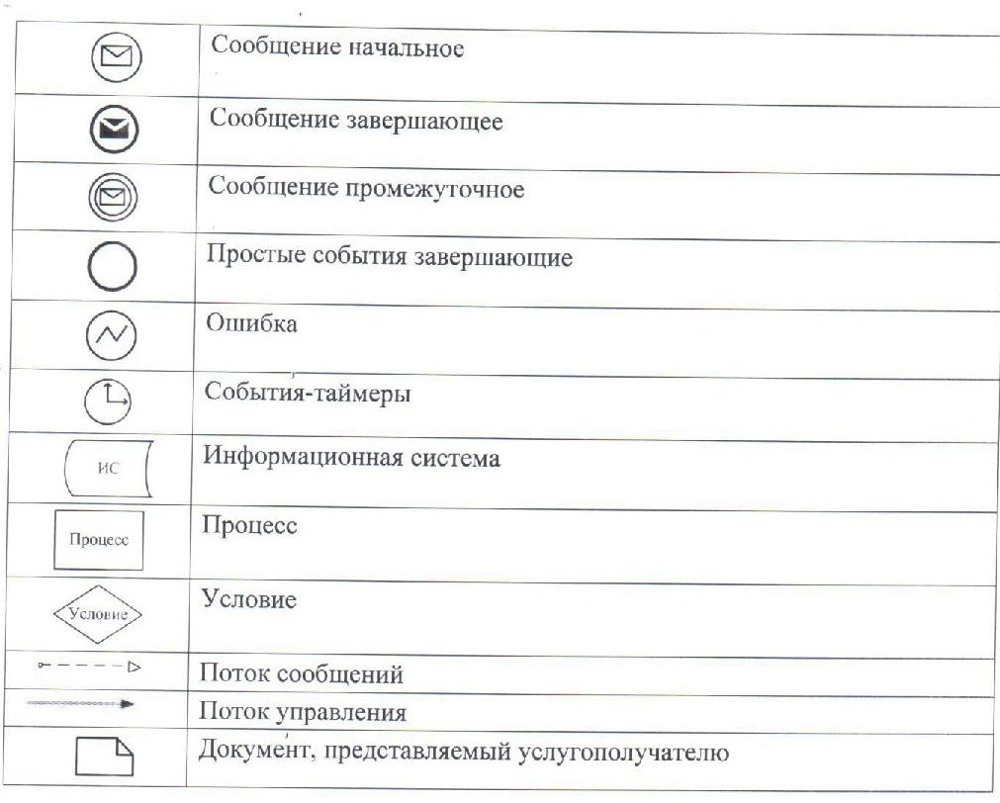 Сообщение начальное
Сообщение завершающее
Сообщение промежуточное
Простые события завершающие
Ошибка
События-таймеры
ИС
Информационная система
Процесс
Процесс
Условие
Условие
Поток сообщений
Поток управления
Документ, представляемый услугополучателю